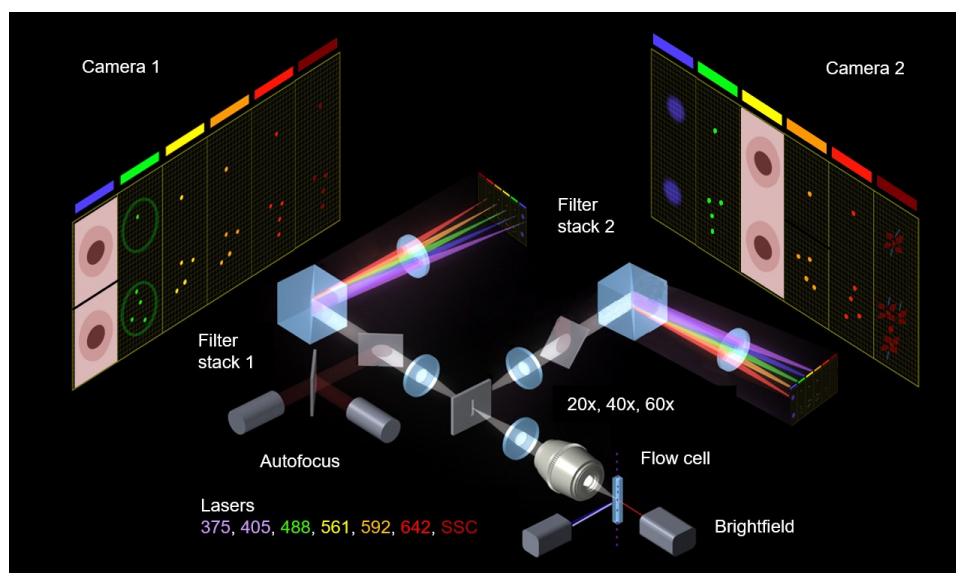 Camera 1
Camera 2
Filter
stack 2
Filter
stack 1
20x, 40x, 60x
Autofocus
Flow cell
Lasers
375, 405, 488, 561, 592, 642, SSC
Brightfield